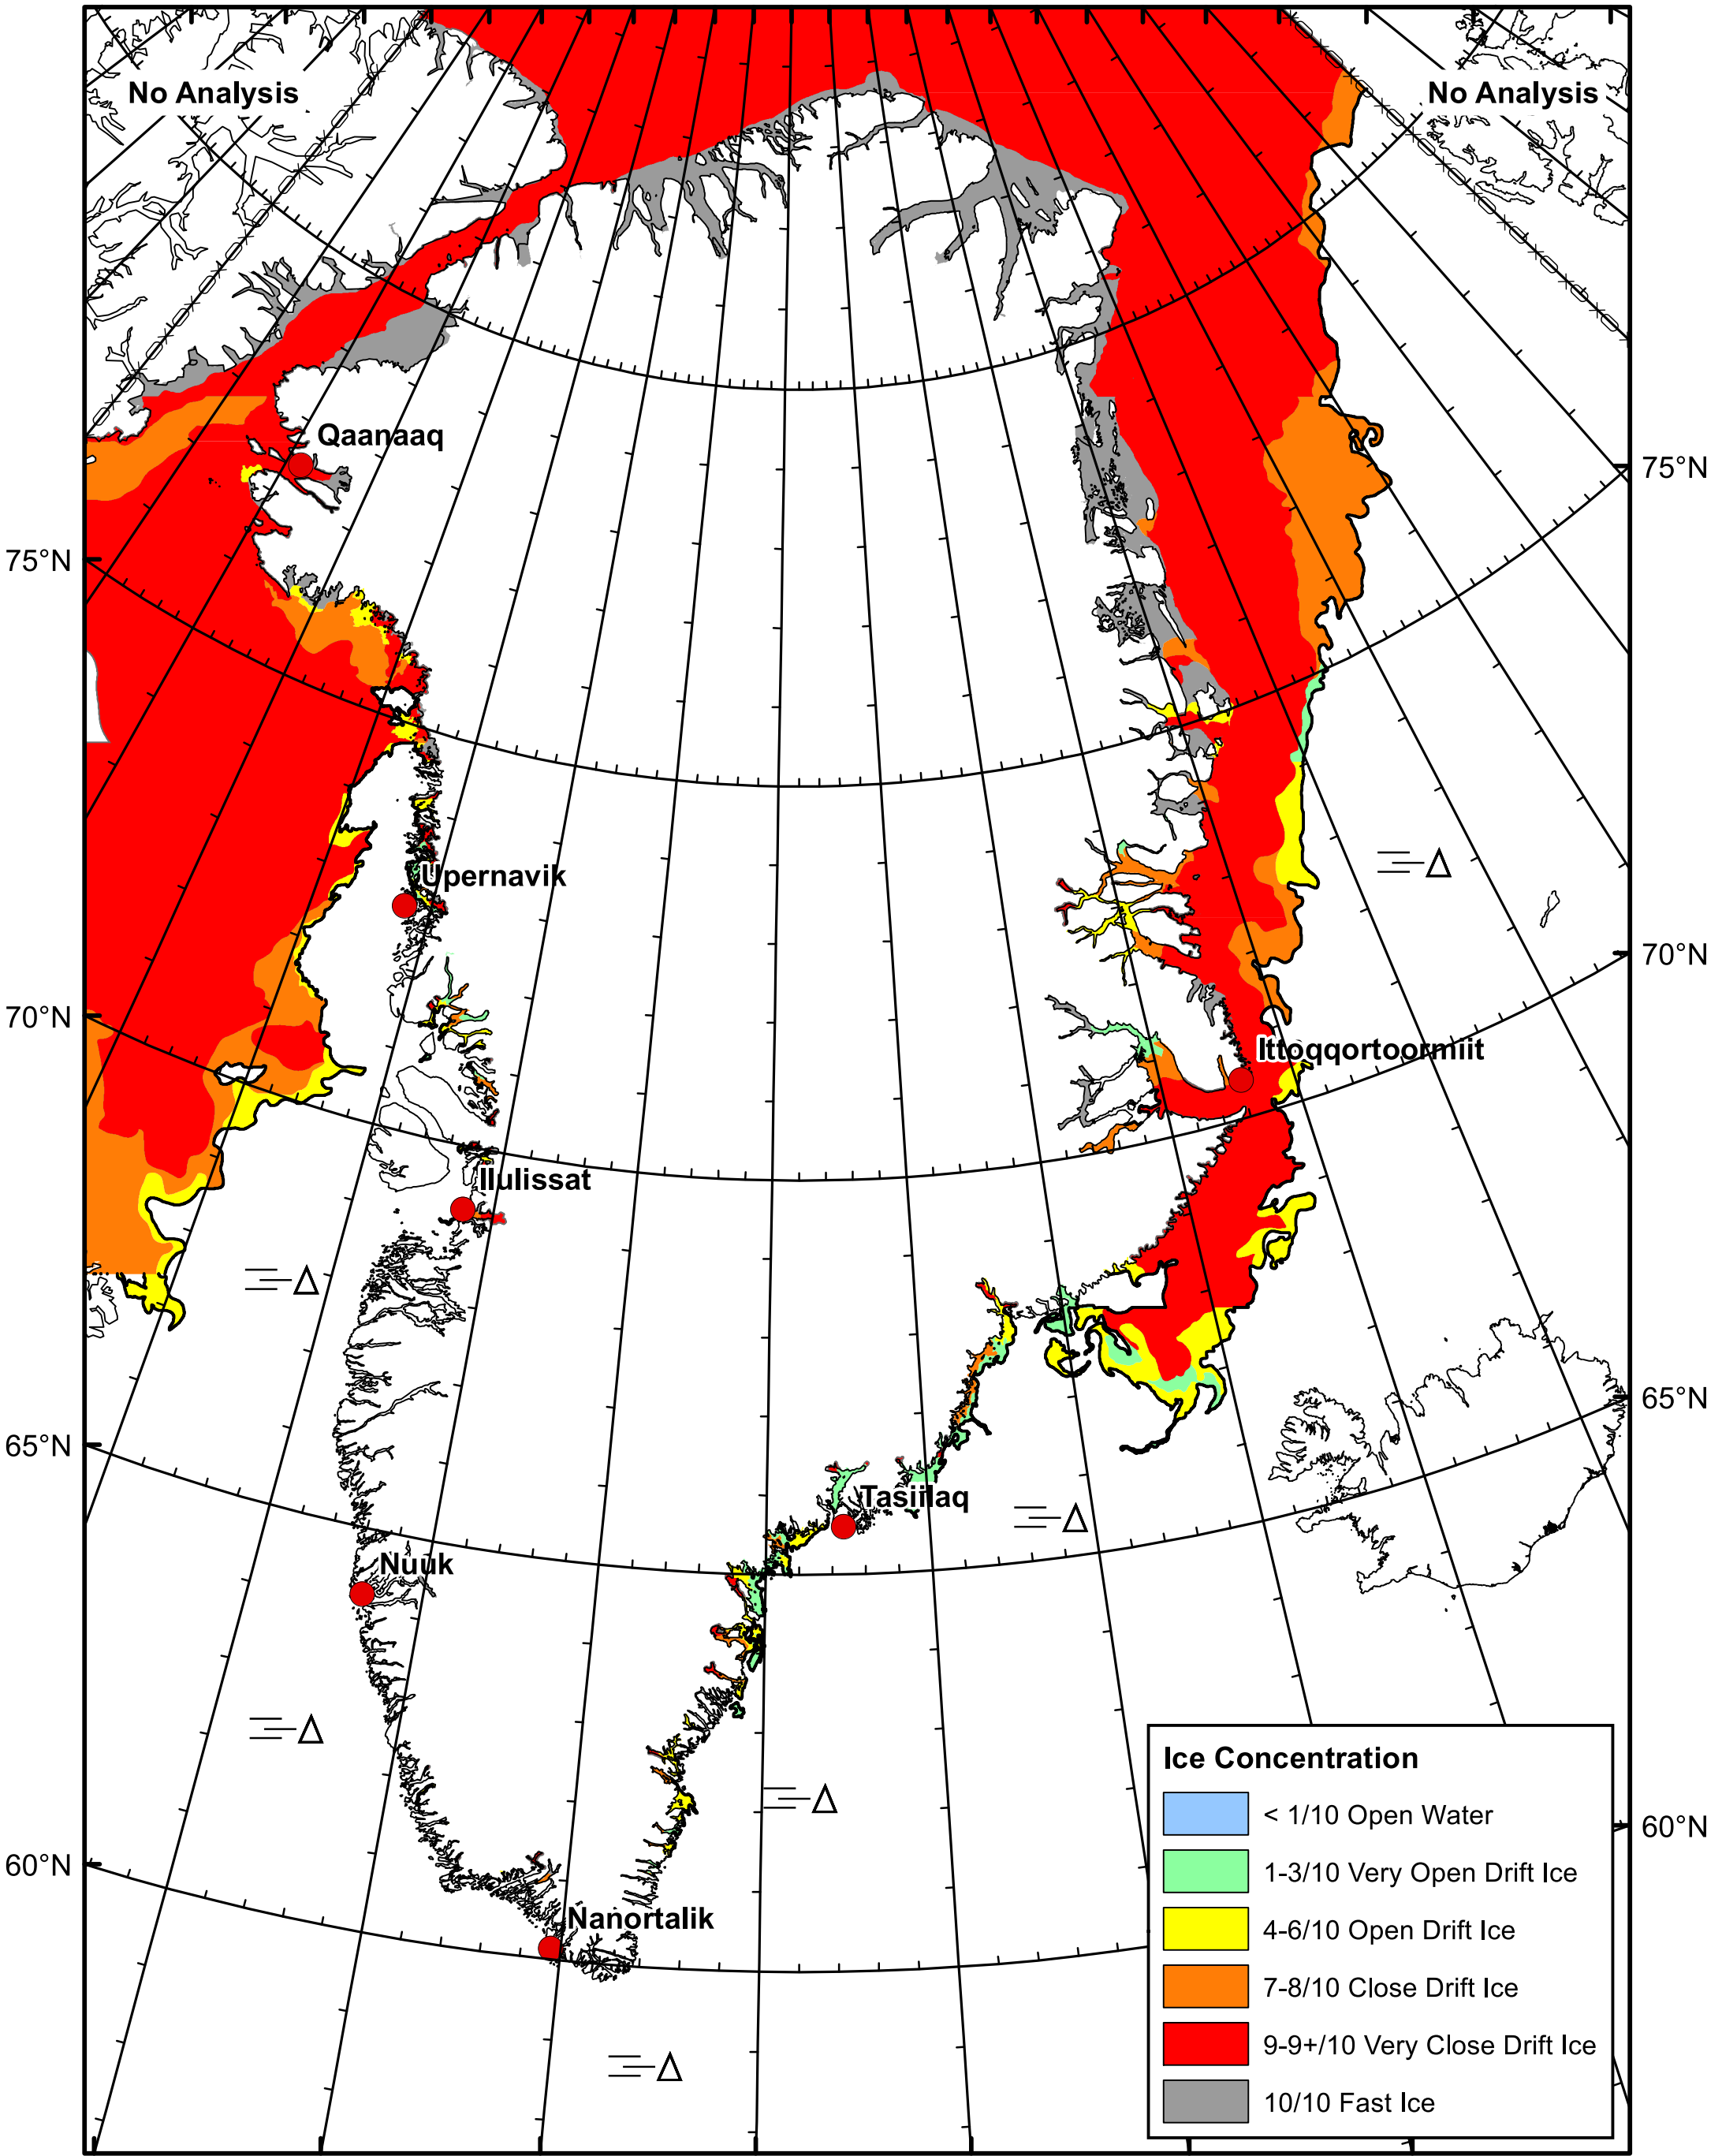 No Analysis
No Analysis
Qaanaaq
75°N
75°N
Upernavik
70°N
70°N
Ittoqqortoormiit
Ilulissat
65°N
65°N
Tasiilaq
Nuuk
60°N
60°N
Nanortalik
Ice Concentration
< 1/10 Open Water
1-3/10 Very Open Drift Ice
4-6/10 Open Drift Ice
7-8/10 Close Drift Ice
9-9+/10 Very Close Drift Ice
10/10 Fast Ice